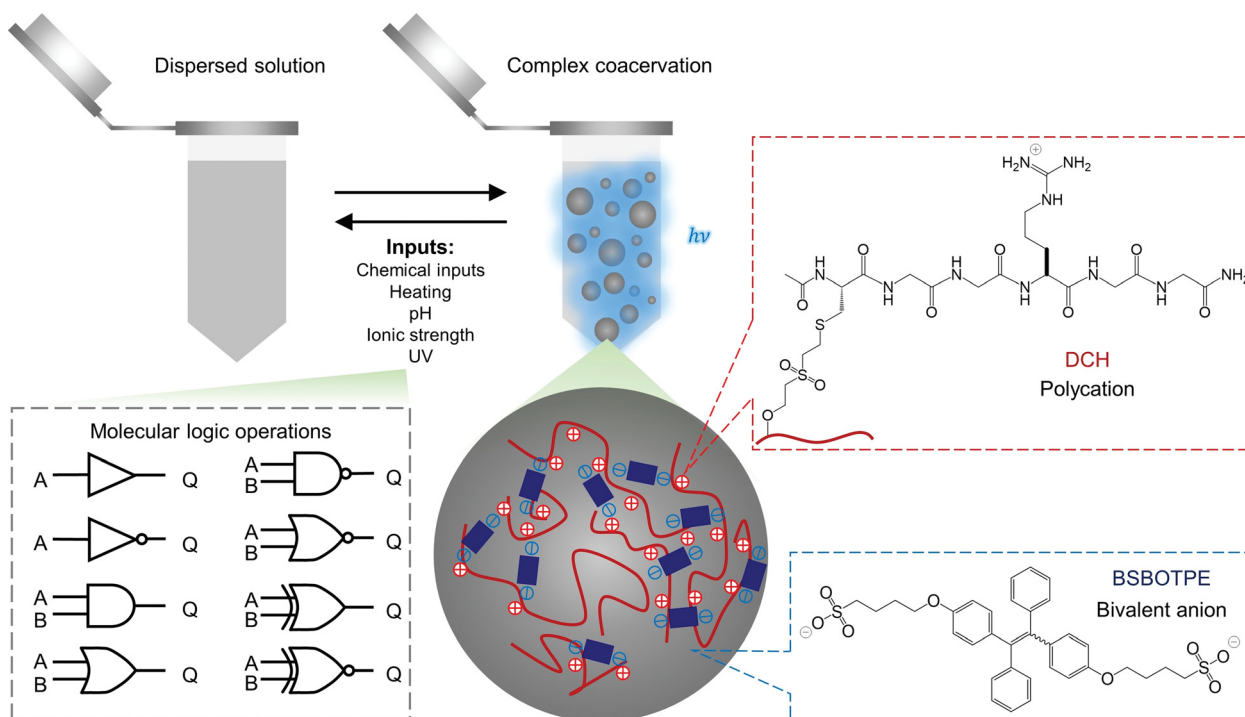 Dispersed solution
Complex coacervation
Inputs:
Chemical inputs
Heating
pH
Ionic strength
UV
hν
⊕
NH₂ NH₂
NH
O H N O H N O
N H O N H O N H O NH₂
S
O S O
O
DCH
Polycation
Molecular logic operations
A Q
A B Q
A Q
A B Q
A B Q
A B Q
A B Q
A B Q
BSBOTPE
Bivalent anion
⊖ O S O O
O
O
O S O O ⊖